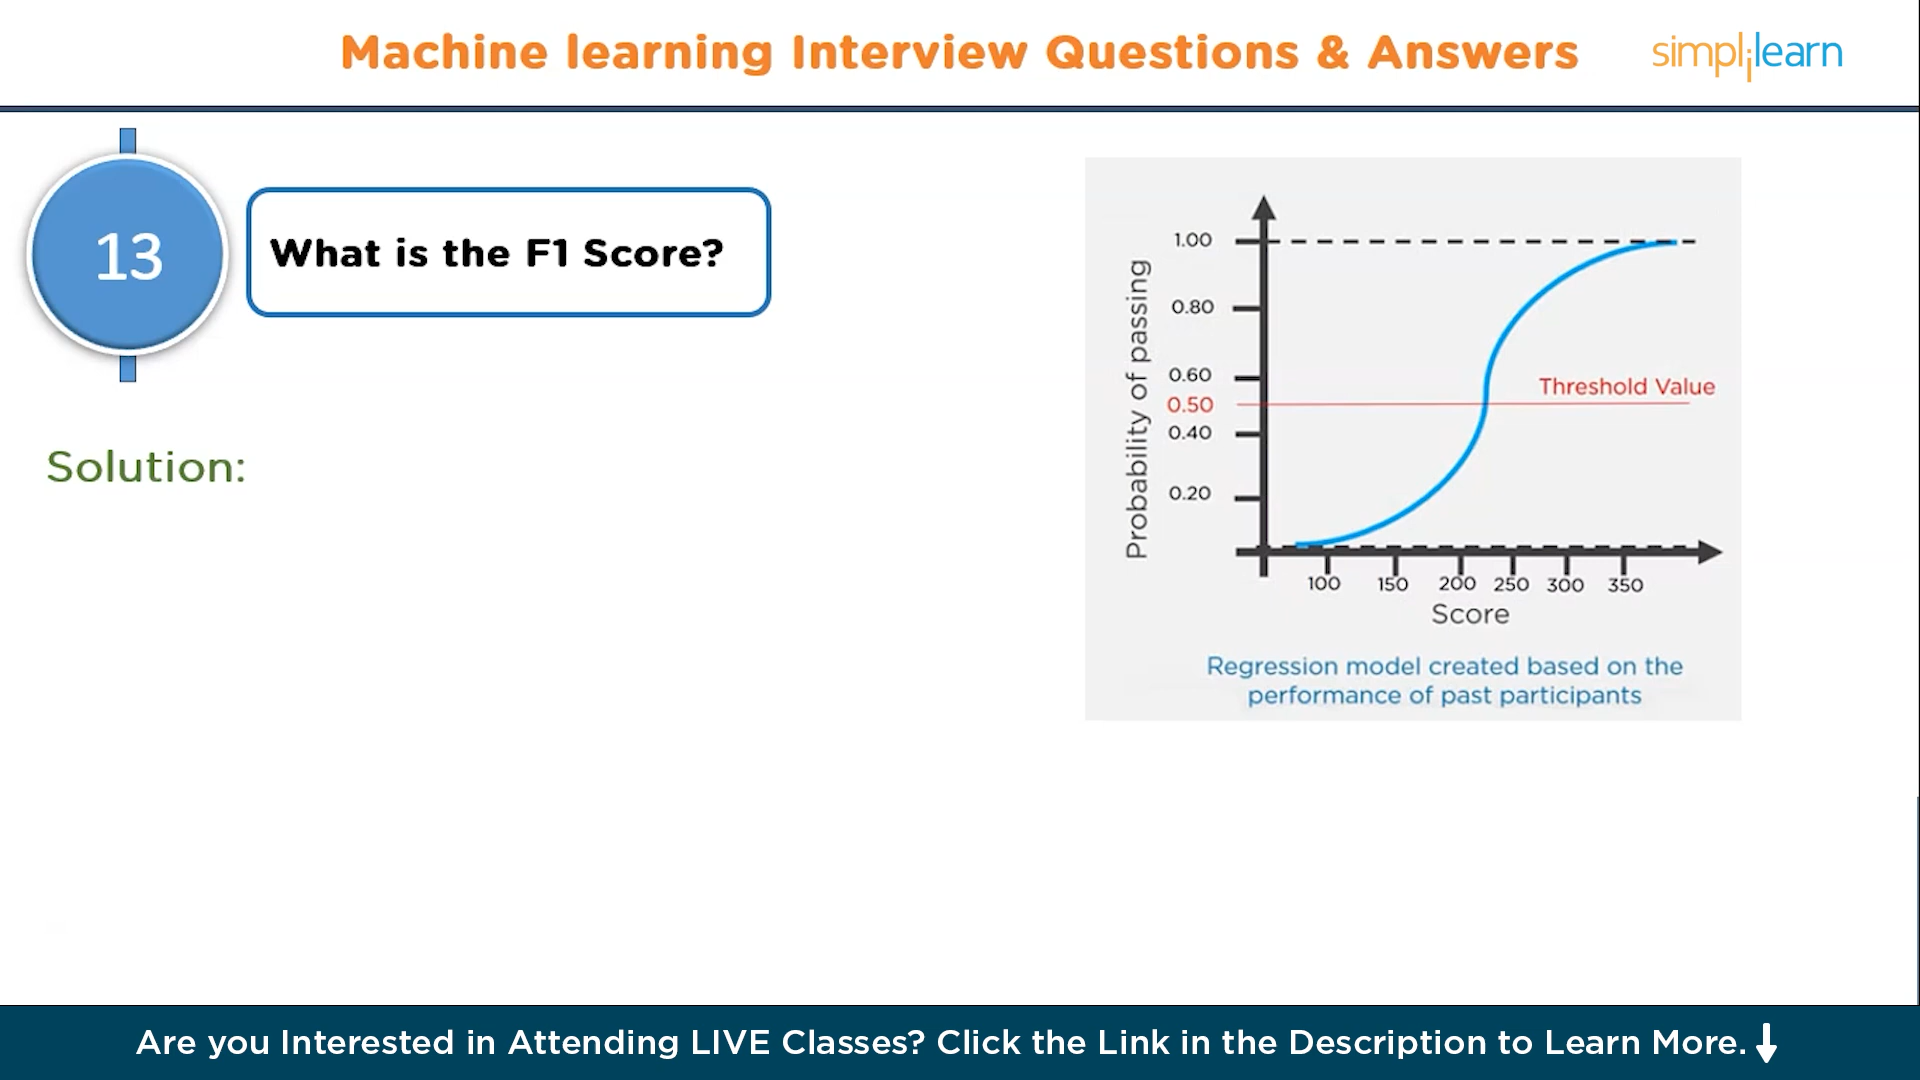 Machine learning Interview Questions & Answers
simplilearn
13
What is the F1 Score?
Solution:
Probability of passing
1.00
0.80
0.60
0.50
0.40
0.20
Threshold Value
100 150 200 250 300 350
Score
Regression model created based on the
performance of past participants
Are you Interested in Attending LIVE Classes? Click the Link in the Description to Learn More.